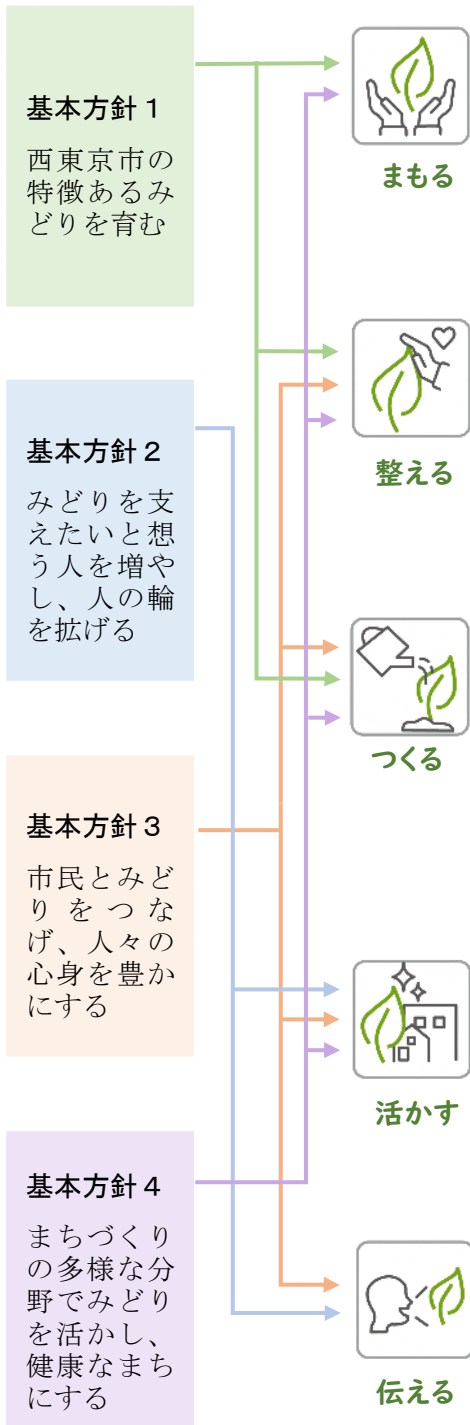 基本方針１
西東京市の
特徴あるみ
どりを育む
まもる
整える
基本方針２
みどりを支
えたいと想
う人を増や
し、人の輪
を拡げる
つくる
基本方針３
市民とみど
りをつな
げ、人々の
心身を豊か
にする
活かす
基本方針４
まちづくり
の多様な分
野でみどり
を活かし、
健康なまち
にする
伝える